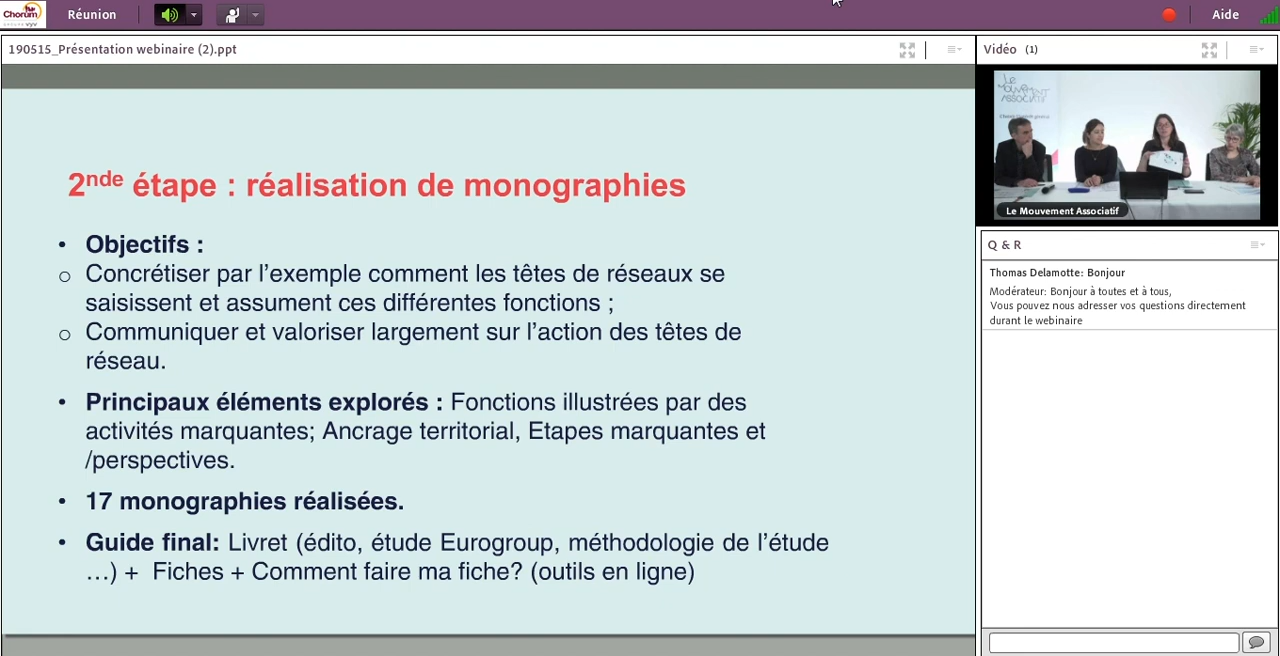 Chorum
GROUPE vyv
Réunion
Aide
190515_Présentation webinaire (2).ppt
Vidéo (1)
2nde étape : réalisation de monographies
• Objectifs :
o Concrétiser par l’exemple comment les têtes de réseaux se
saisissent et assument ces différentes fonctions ;
o Communiquer et valoriser largement sur l’action des têtes de
réseau.
• Principaux éléments explorés : Fonctions illustrées par des
activités marquantes; Ancrage territorial, Etapes marquantes et
/perspectives.
• 17 monographies réalisées.
• Guide final: Livret (édito, étude Eurogroup, méthodologie de l’étude
…) + Fiches + Comment faire ma fiche? (outils en ligne)
Le
Mouvement
Associatif
Le Mouvement Associatif
Q & R
Thomas Delamotte: Bonjour
Modérateur: Bonjour à toutes et à tous,
Vous pouvez nous adresser vos questions directement
durant le webinaire